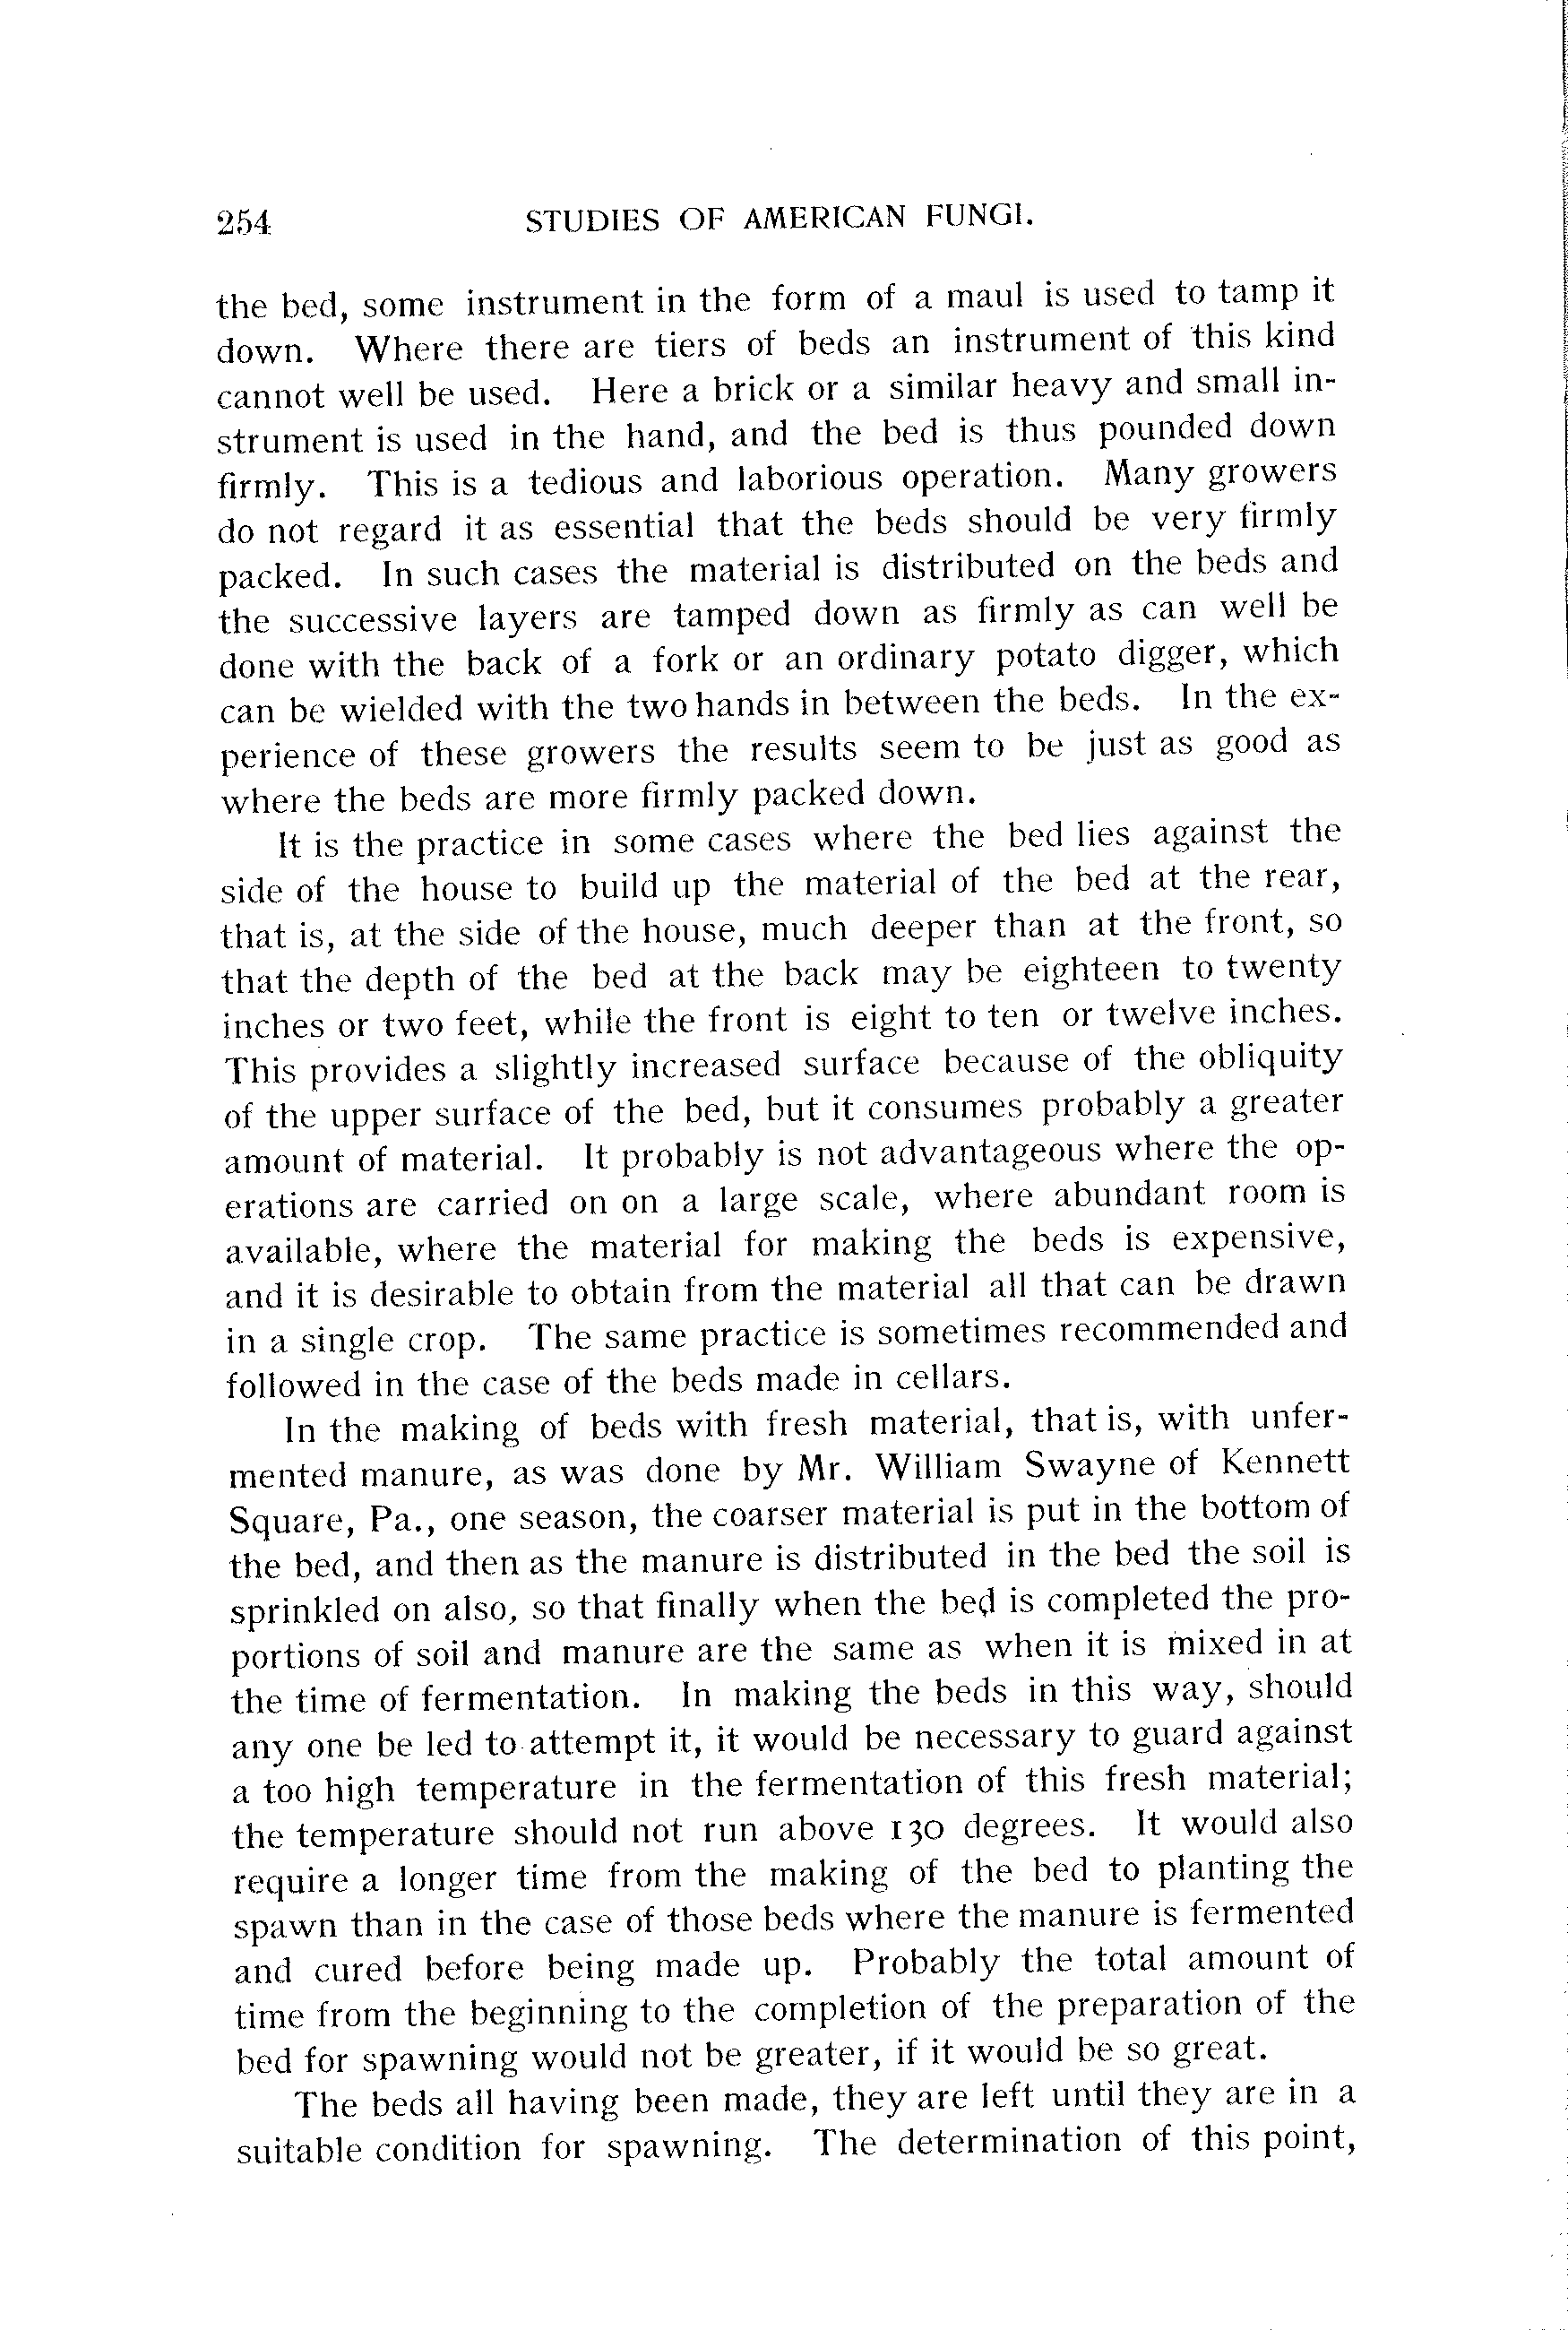 254 STUDIES OF AMERICAN FUNGI.
the bed, some instrument in the form of a maul is used to tamp it
down. Where there are tiers of beds an instrument of this kind
cannot well be used. Here a brick or a similar heavy and small in-
strument is used in the hand, and the bed is thus pounded down
firmly. This is a tedious and laborious operation. Many growers
do not regard it as essential that the beds should be very firmly
packed. In such cases the material is distributed on the beds and
the successive layers are tamped down as firmly as can well be
done with the back of a fork or an ordinary potato digger, which
can be wielded with the two hands in between the beds. In the ex-
perience of these growers the results seem to be just as good as
where the beds are more firmly packed down.
It is the practice in some cases where the bed lies against the
side of the house to build up the material of the bed at the rear,
that is, at the side of the house, much deeper than at the front, so
that the depth of the bed at the back may be eighteen to twenty
inches or two feet, while the front is eight to ten or twelve inches.
This provides a slightly increased surface because of the obliquity
of the upper surface of the bed, but it consumes probably a greater
amount of material. It probably is not advantageous where the op-
erations are carried on on a large scale, where abundant room is
available, where the material for making the beds is expensive,
and it is desirable to obtain from the material all that can be drawn
in a single crop. The same practice is sometimes recommended and
followed in the case of the beds made in cellars.
In the making of beds with fresh material, that is, with unfer-
mented manure, as was done by Mr. William Swayne of Kennett
Square, Pa., one season, the coarser material is put in the bottom of
the bed, and then as the manure is distributed in the bed the soil is
sprinkled on also, so that finally when the bed is completed the pro-
portions of soil and manure are the same as when it is mixed in at
the time of fermentation. In making the beds in this way, should
any one be led to attempt it, it would be necessary to guard against
a too high temperature in the fermentation of this fresh material;
the temperature should not run above 130 degrees. It would also
require a longer time from the making of the bed to planting the
spawn than in the case of those beds where the manure is fermented
and cured before being made up. Probably the total amount of
time from the beginning to the completion of the preparation of the
bed for spawning would not be greater, if it would be so great.
The beds all having been made, they are left until they are in a
suitable condition for spawning. The determination of this point,